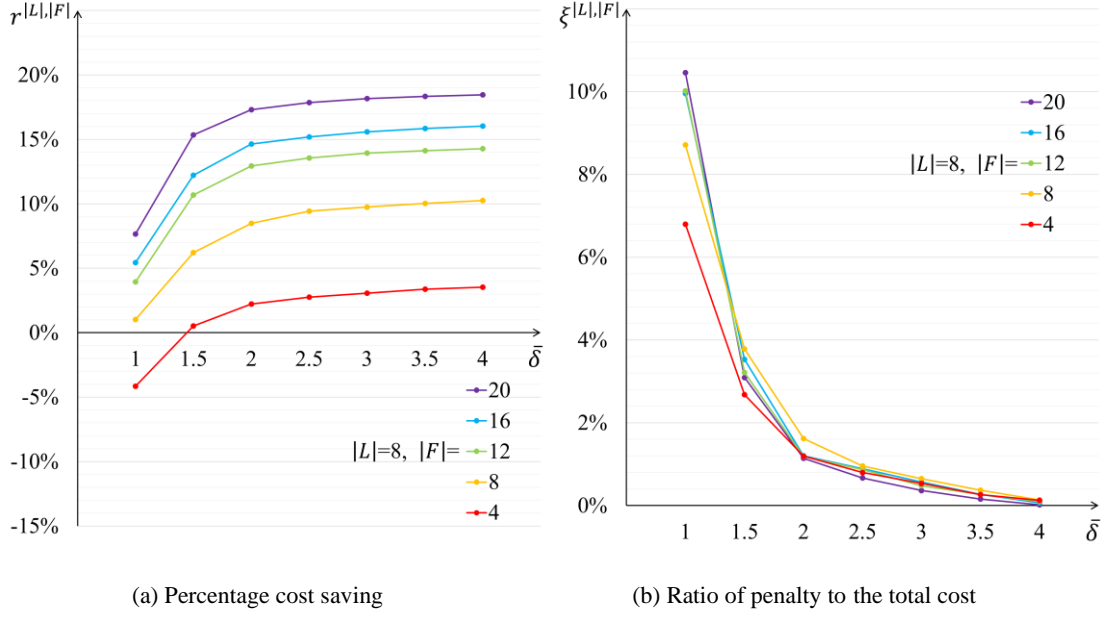 r^{|L|,|F|}
20%
15%
10%
5%
0%
-5%
-10%
-15%
1 1.5 2 2.5 3 3.5 4 δ̄
20
16
|L|=8, |F|= 12
8
4
(a) Percentage cost saving
ξ^{|L|,|F|}
10%
8%
6%
4%
2%
0%
1 1.5 2 2.5 3 3.5 4 δ̄
20
16
|L|=8, |F|= 12
8
4
(b) Ratio of penalty to the total cost